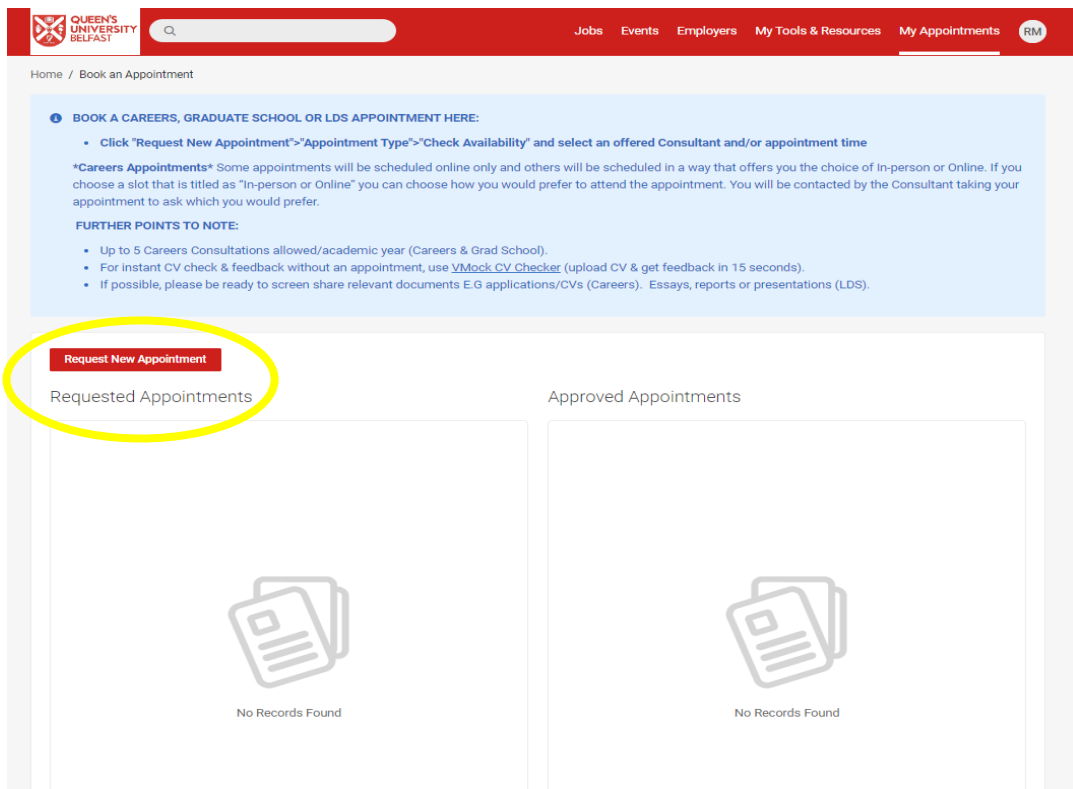 QUEEN'S
UNIVERSITY
BELFAST
Jobs Events Employers My Tools & Resources My Appointments RM
Home / Book an Appointment
BOOK A CAREERS, GRADUATE SCHOOL OR LDS APPOINTMENT HERE:
• Click "Request New Appointment">"Appointment Type">"Check Availability" and select an offered Consultant and/or appointment time
*Careers Appointments* Some appointments will be scheduled online only and others will be scheduled in a way that offers you the choice of In-person or Online. If you
choose a slot that is titled as "In-person or Online" you can choose how you would prefer to attend the appointment. You will be contacted by the Consultant taking your
appointment to ask which you would prefer.
FURTHER POINTS TO NOTE:
• Up to 5 Careers Consultations allowed/academic year (Careers & Grad School).
• For instant CV check & feedback without an appointment, use VMock CV Checker (upload CV & get feedback in 15 seconds).
• If possible, please be ready to screen share relevant documents E.G applications/CVs (Careers). Essays, reports or presentations (LDS).
Request New Appointment
Requested Appointments
Approved Appointments
No Records Found
No Records Found